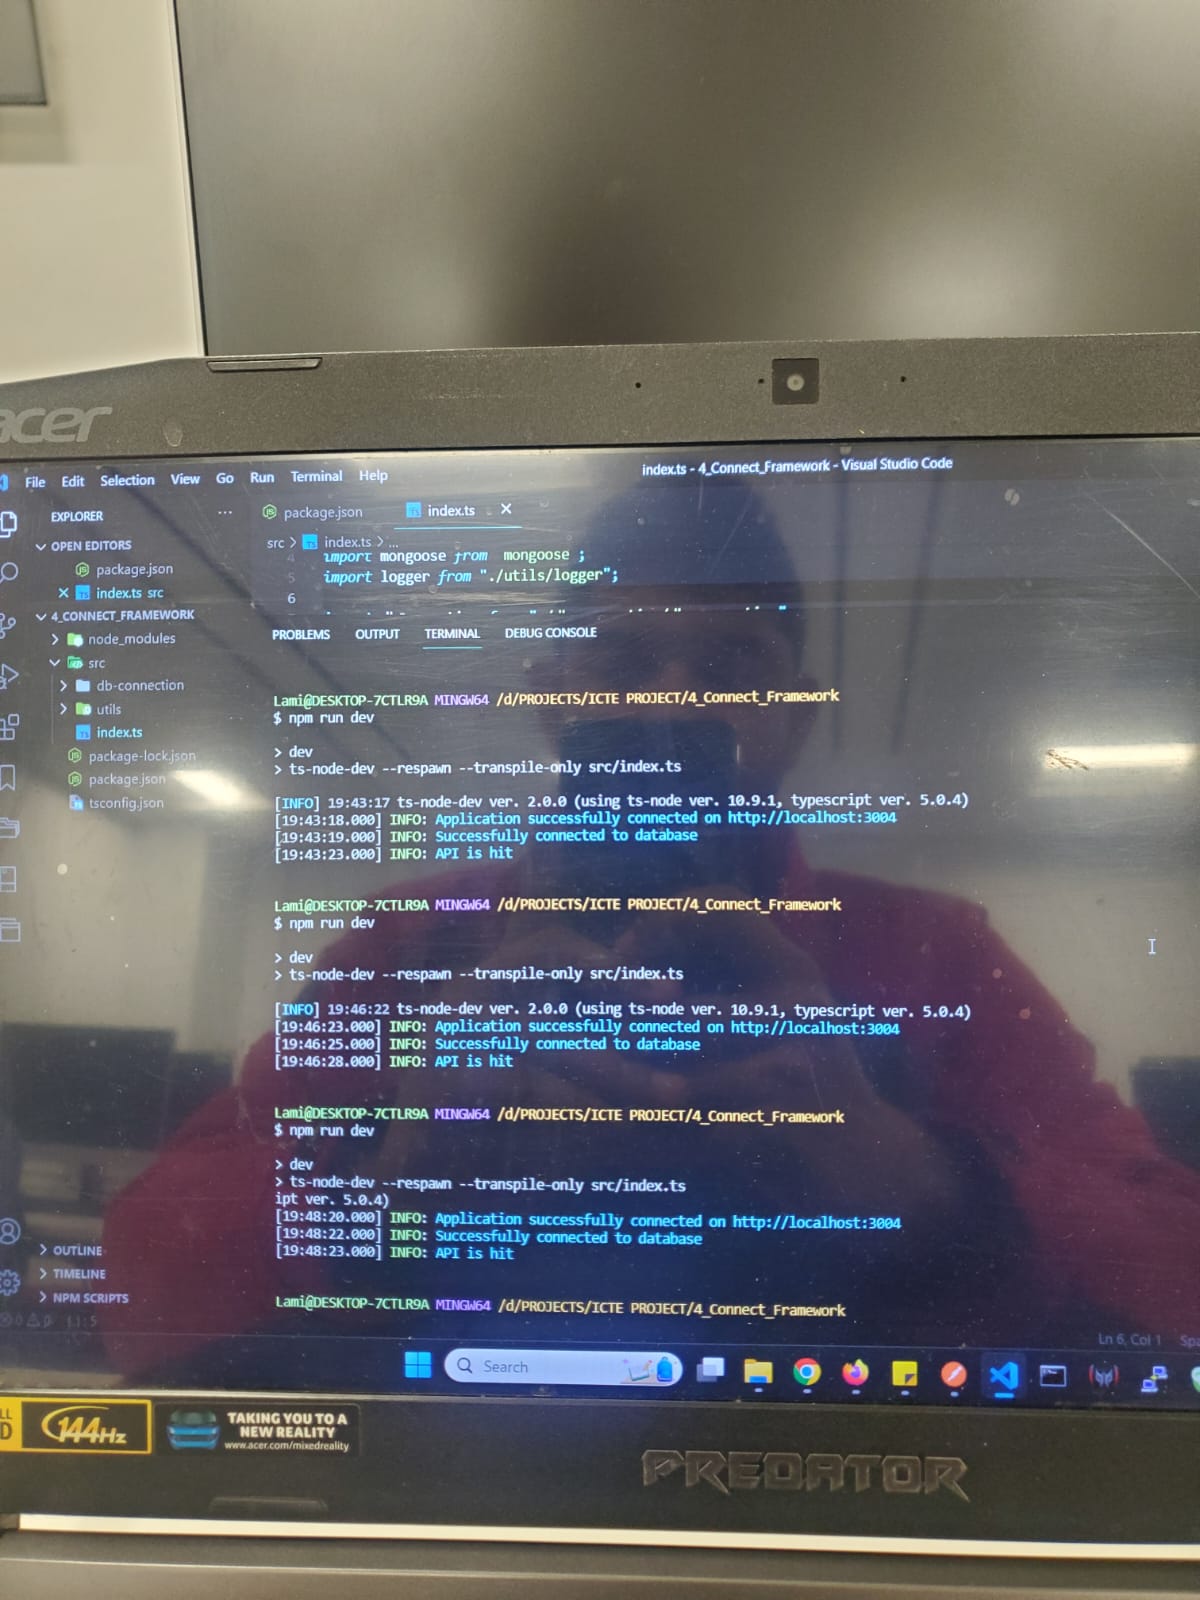 acer
File Edit Selection View Go Run Terminal Help
index.ts - 4_Connect_Framework - Visual Studio Code
EXPLORER
OPEN EDITORS
package.json
index.ts src
4_CONNECT_FRAMEWORK
node_modules
src
db-connection
utils
index.ts
package-lock.json
package.json
tsconfig.json
OUTLINE
TIMELINE
NPM SCRIPTS
package.json index.ts
src > index.ts > ...
4 import mongoose from mongoose ;
5 import logger from "./utils/logger";
6
PROBLEMS OUTPUT TERMINAL DEBUG CONSOLE
Lami@DESKTOP-7CTLR9A MINGW64 /d/PROJECTS/ICTE PROJECT/4_Connect_Framework
$ npm run dev
> dev
> ts-node-dev --respawn --transpile-only src/index.ts
[INFO] 19:43:17 ts-node-dev ver. 2.0.0 (using ts-node ver. 10.9.1, typescript ver. 5.0.4)
[19:43:18.000] INFO: Application successfully connected on http://localhost:3004
[19:43:19.000] INFO: Successfully connected to database
[19:43:23.000] INFO: API is hit
Lami@DESKTOP-7CTLR9A MINGW64 /d/PROJECTS/ICTE PROJECT/4_Connect_Framework
$ npm run dev
> dev
> ts-node-dev --respawn --transpile-only src/index.ts
[INFO] 19:46:22 ts-node-dev ver. 2.0.0 (using ts-node ver. 10.9.1, typescript ver. 5.0.4)
[19:46:23.000] INFO: Application successfully connected on http://localhost:3004
[19:46:25.000] INFO: Successfully connected to database
[19:46:28.000] INFO: API is hit
Lami@DESKTOP-7CTLR9A MINGW64 /d/PROJECTS/ICTE PROJECT/4_Connect_Framework
$ npm run dev
> dev
> ts-node-dev --respawn --transpile-only src/index.ts
ipt ver. 5.0.4)
[19:48:20.000] INFO: Application successfully connected on http://localhost:3004
[19:48:22.000] INFO: Successfully connected to database
[19:48:23.000] INFO: API is hit
Lami@DESKTOP-7CTLR9A MINGW64 /d/PROJECTS/ICTE PROJECT/4_Connect_Framework
Ln 6, Col 1
Search
144Hz
TAKING YOU TO A
NEW REALITY
www.acer.com/mixedreality
PREDATOR